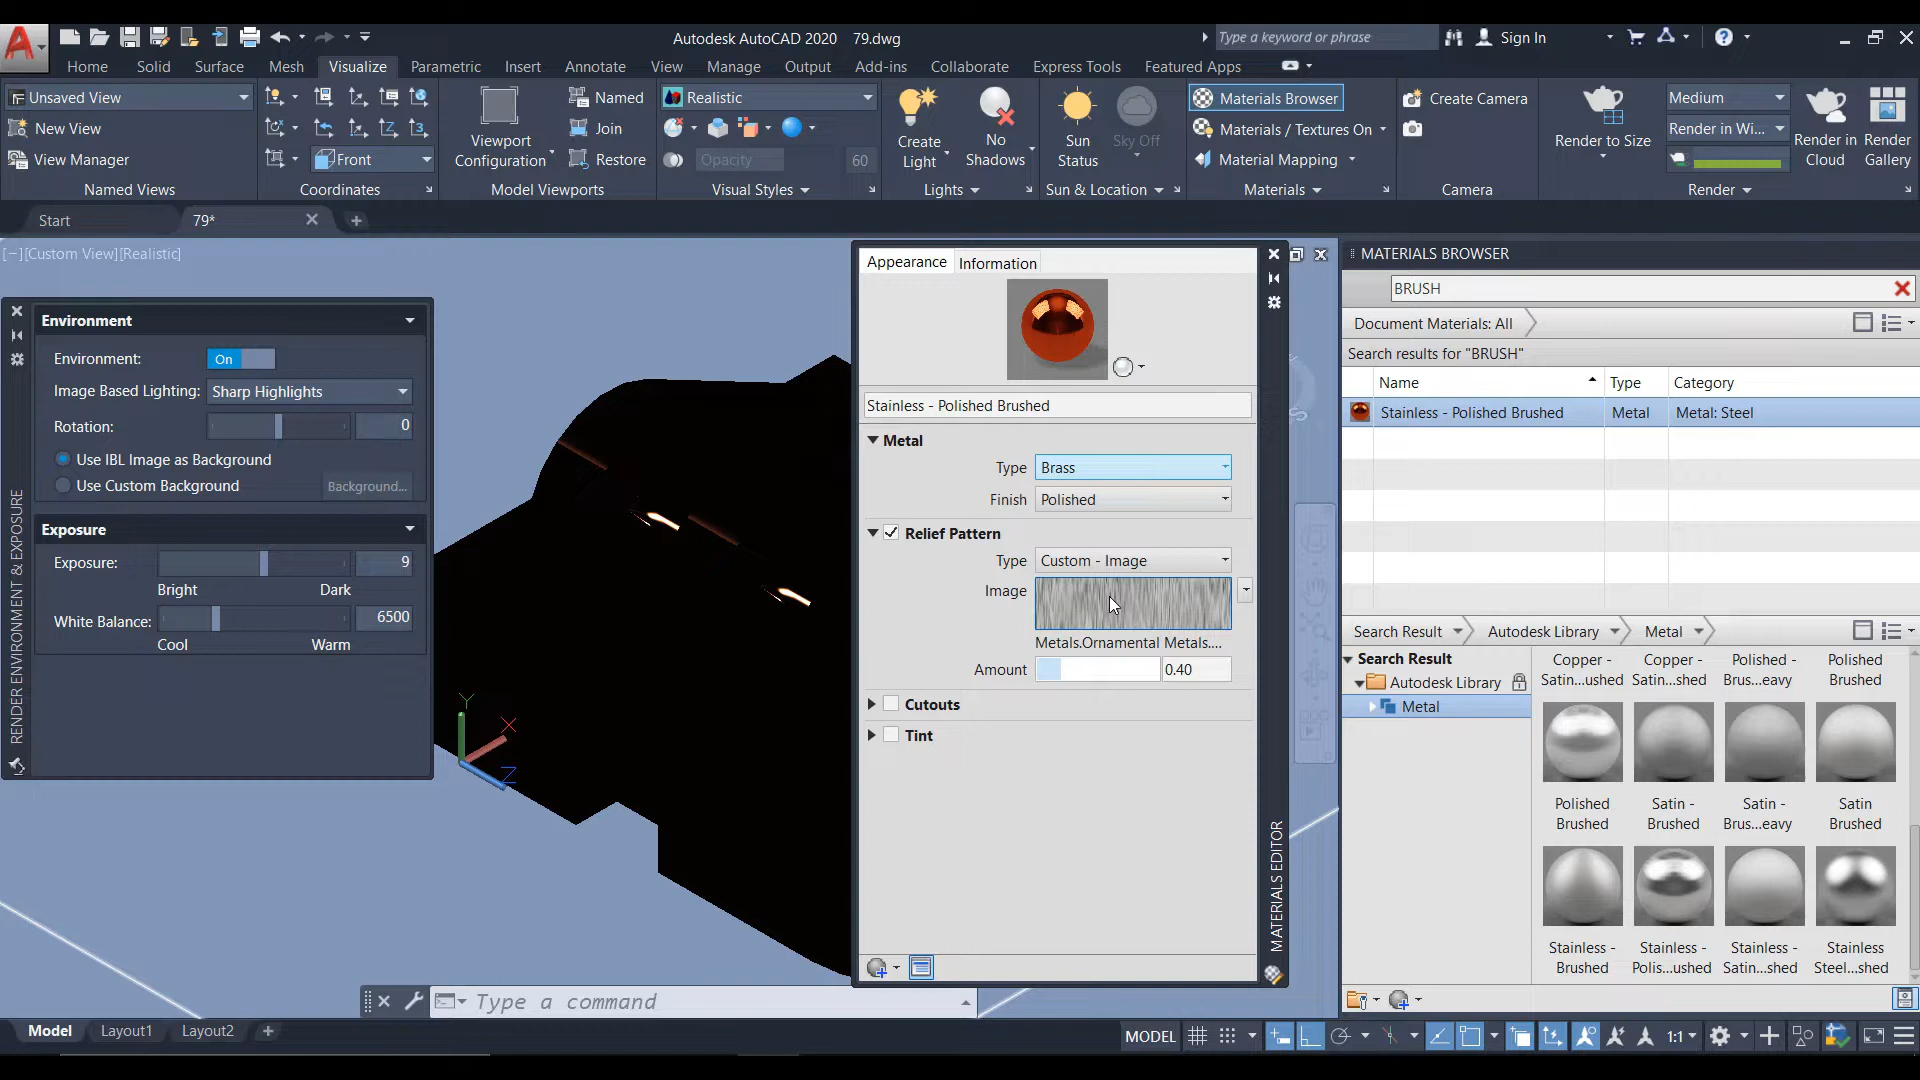 Autodesk AutoCAD 2020 79.dwg
Type a keyword or phrase
Sign In
Home Solid Surface Mesh Visualize Parametric Insert Annotate View Manage Output Add-ins Collaborate Express Tools Featured Apps
Unsaved View
New View
View Manager
Named Views
Front
Coordinates
Viewport
Configuration
Named
Join
Restore
Model Viewports
Realistic
Opacity 60
Visual Styles
Create
Light
No
Shadows
Lights
Sun
Status
Sky Off
Sun & Location
Materials Browser
Materials / Textures On
Material Mapping
Materials
Create Camera
Camera
Render to Size
Medium
Render in Wi...
Render in
Cloud
Render
Gallery
Render
Start 79*
[−][Custom View][Realistic]
RENDER ENVIRONMENT & EXPOSURE
Environment
Environment: On
Image Based Lighting: Sharp Highlights
Rotation: 0
Use IBL Image as Background
Use Custom Background Background...
Exposure
Exposure: 9
Bright Dark
White Balance: 6500
Cool Warm
Y
X
Z
MATERIALS EDITOR
Appearance Information
Stainless - Polished Brushed
Metal
Type Brass
Finish Polished
Relief Pattern
Type Custom - Image
Image
Metals.Ornamental Metals....
Amount 0.40
Cutouts
Tint
MATERIALS BROWSER
BRUSH
Document Materials: All
Search results for "BRUSH"
Name Type Category
Stainless - Polished Brushed Metal Metal: Steel
Search Result Autodesk Library Metal
Search Result
Autodesk Library
Metal
Copper -
Satin...ushed
Copper -
Satin...shed
Polished -
Brus...eavy
Polished
Brushed
Polished
Brushed
Satin -
Brushed
Satin -
Brus...eavy
Satin
Brushed
Stainless -
Brushed
Stainless -
Polis...ushed
Stainless -
Satin...shed
Stainless
Steel...shed
Type a command
Model Layout1 Layout2
MODEL
1:1